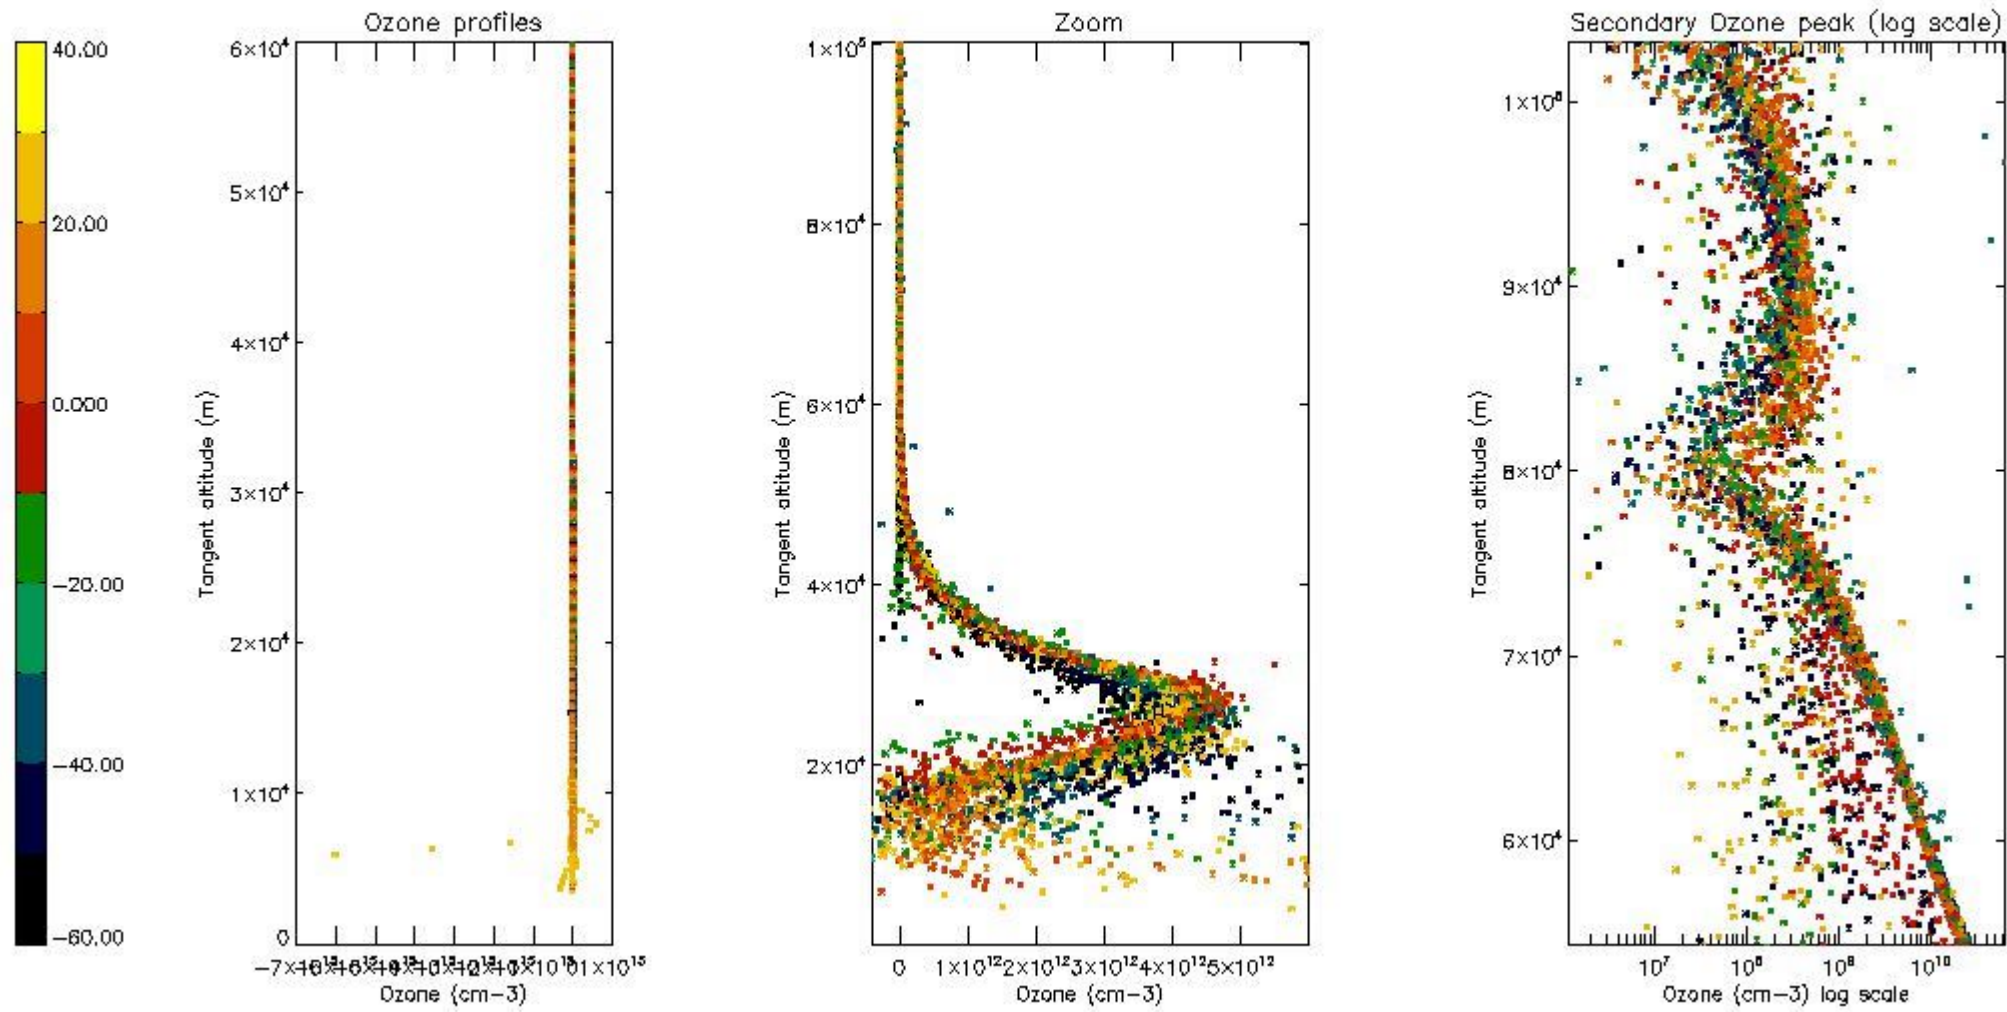 Ozone profiles
Zoom
Secondary Ozone peak (log scale)
40.00
20.00
0.000
−20.00
−40.00
−60.00
6×10⁴
5×10⁴
4×10⁴
3×10⁴
2×10⁴
1×10⁴
0
Tangent altitude (m)
01×10¹⁵
Ozone (cm−3)
1×10⁵
8×10⁴
6×10⁴
4×10⁴
2×10⁴
Tangent altitude (m)
0 1×10¹² 2×10¹² 3×10¹² 4×10¹² 5×10¹²
Ozone (cm−3)
1×10⁵
9×10⁴
8×10⁴
7×10⁴
6×10⁴
Tangent altitude (m)
10⁷ 10⁸ 10⁹ 10¹⁰
Ozone (cm−3) log scale